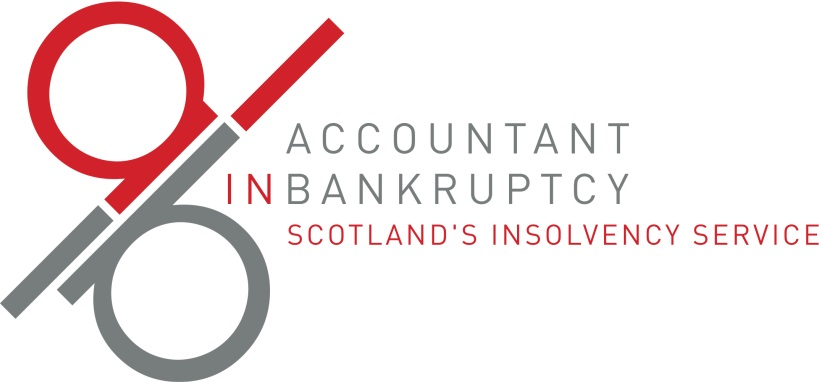 ACCOUNTANT
INBANKRUPTCY
SCOTLAND'S INSOLVENCY SERVICE